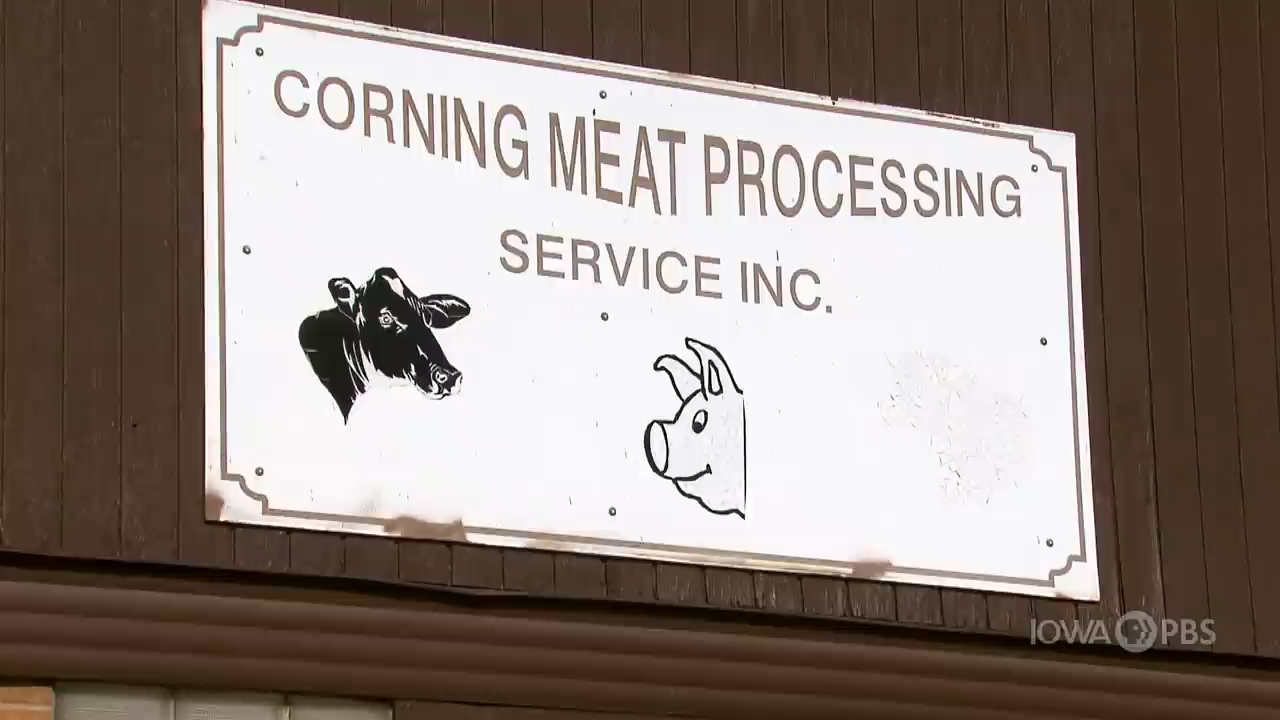 CORNING MEAT PROCESSING
SERVICE INC.
IOWA PBS